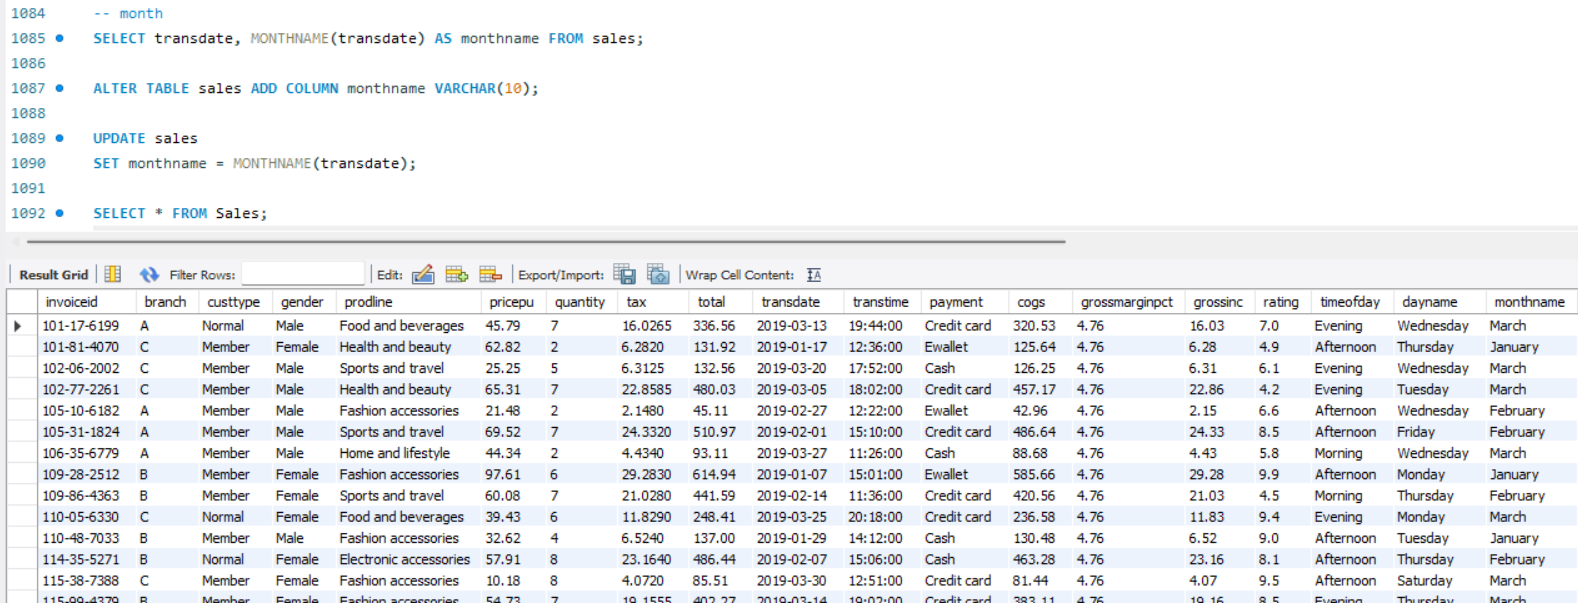 1084 -- month
1085 SELECT transdate, MONTHNAME(transdate) AS monthname FROM sales;
1086
1087 ALTER TABLE sales ADD COLUMN monthname VARCHAR(10);
1088
1089 UPDATE sales
1090 SET monthname = MONTHNAME(transdate);
1091
1092 SELECT * FROM Sales;
Result Grid Filter Rows: Edit: Export/Import: Wrap Cell Content: IA
invoiceid branch custtype gender prodline pricepu quantity tax total transdate transtime payment cogs grossmarginpct grossinc rating timeofday dayname monthname
101-17-6199 A Normal Male Food and beverages 45.79 7 16.0265 336.56 2019-03-13 19:44:00 Credit card 320.53 4.76 16.03 7.0 Evening Wednesday March
101-81-4070 C Member Female Health and beauty 62.82 2 6.2820 131.92 2019-01-17 12:36:00 Ewallet 125.64 4.76 6.28 4.9 Afternoon Thursday January
102-06-2002 C Member Male Sports and travel 25.25 5 6.3125 132.56 2019-03-20 17:52:00 Cash 126.25 4.76 6.31 6.1 Evening Wednesday March
102-77-2261 C Member Male Health and beauty 65.31 7 22.8585 480.03 2019-03-05 18:02:00 Credit card 457.17 4.76 22.86 4.2 Evening Tuesday March
105-10-6182 A Member Male Fashion accessories 21.48 2 2.1480 45.11 2019-02-27 12:22:00 Ewallet 42.96 4.76 2.15 6.6 Afternoon Wednesday February
105-31-1824 A Member Male Sports and travel 69.52 7 24.3320 510.97 2019-02-01 15:10:00 Credit card 486.64 4.76 24.33 8.5 Afternoon Friday February
106-35-6779 A Member Male Home and lifestyle 44.34 2 4.4340 93.11 2019-03-27 11:26:00 Cash 88.68 4.76 4.43 5.8 Morning Wednesday March
109-28-2512 B Member Female Fashion accessories 97.61 6 29.2830 614.94 2019-01-07 15:01:00 Ewallet 585.66 4.76 29.28 9.9 Afternoon Monday January
109-86-4363 B Member Female Sports and travel 60.08 7 21.0280 441.59 2019-02-14 11:36:00 Credit card 420.56 4.76 21.03 4.5 Morning Thursday February
110-05-6330 C Normal Female Food and beverages 39.43 6 11.8290 248.41 2019-03-25 20:18:00 Credit card 236.58 4.76 11.83 9.4 Evening Monday March
110-48-7033 B Member Male Fashion accessories 32.62 4 6.5240 137.00 2019-01-29 14:12:00 Cash 130.48 4.76 6.52 9.0 Afternoon Tuesday January
114-35-5271 B Normal Female Electronic accessories 57.91 8 23.1640 486.44 2019-02-07 15:06:00 Cash 463.28 4.76 23.16 8.1 Afternoon Thursday February
115-38-7388 C Member Female Fashion accessories 10.18 8 4.0720 85.51 2019-03-30 12:51:00 Credit card 81.44 4.76 4.07 9.5 Afternoon Saturday March
115-99-4379 B Member Female Fashion accessories 54.73 7 19.1555 402.27 2019-03-14 19:02:00 Credit card 383.11 4.76 19.16 8.5 Evening Thursday March